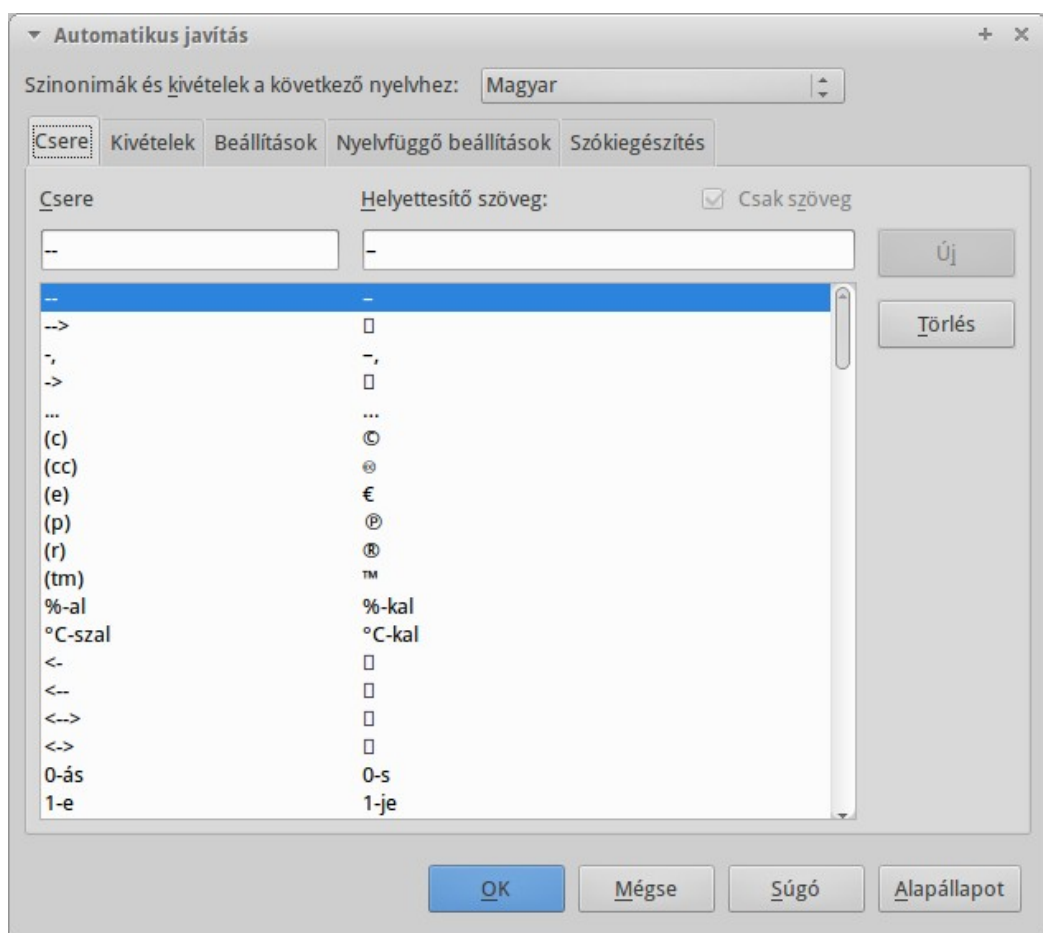 Automatikus javítás
Szinonimák és kivételek a következő nyelvhez: Magyar
Csere Kivételek Beállítások Nyelvfüggő beállítások Szókiegészítés
Csere Helyettesítő szöveg: Csak szöveg
-- – Új
-- –
--> 
Törlés
-, –,
-> 
... …
(c) ©
(cc) 🄭
(e) €
(p) ℗
(r) ®
(tm) ™
%-al %-kal
°C-szal °C-kal
<- 
<-- 
<--> 
<-> 
0-ás 0-s
1-e 1-je
OK Mégse Súgó Alapállapot